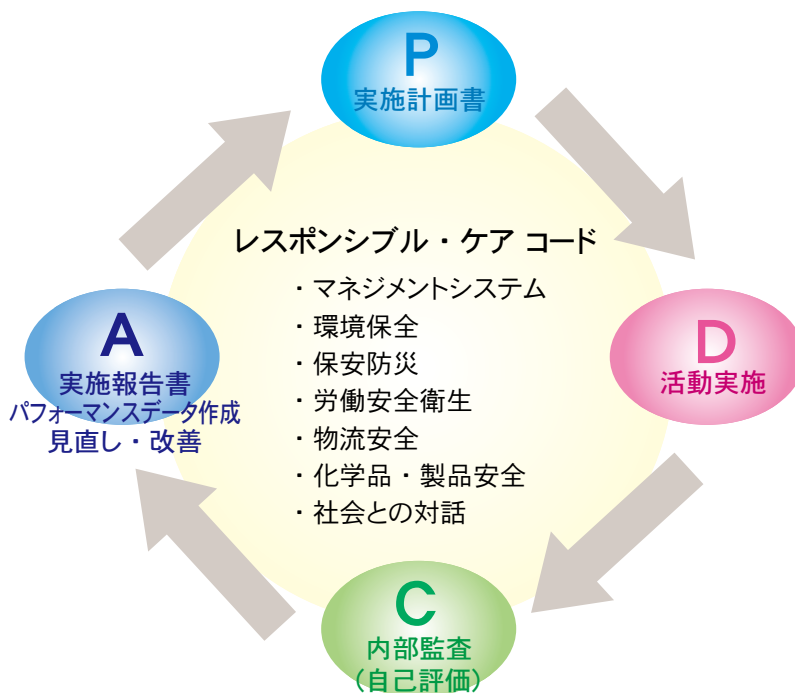 P
実施計画書
レスポンシブル・ケア コード
・マネジメントシステム
・環境保全
・保安防災
・労働安全衛生
・物流安全
・化学品・製品安全
・社会との対話
A
実施報告書
パフォーマンスデータ作成
見直し・改善
D
活動実施
C
内部監査
(自己評価)